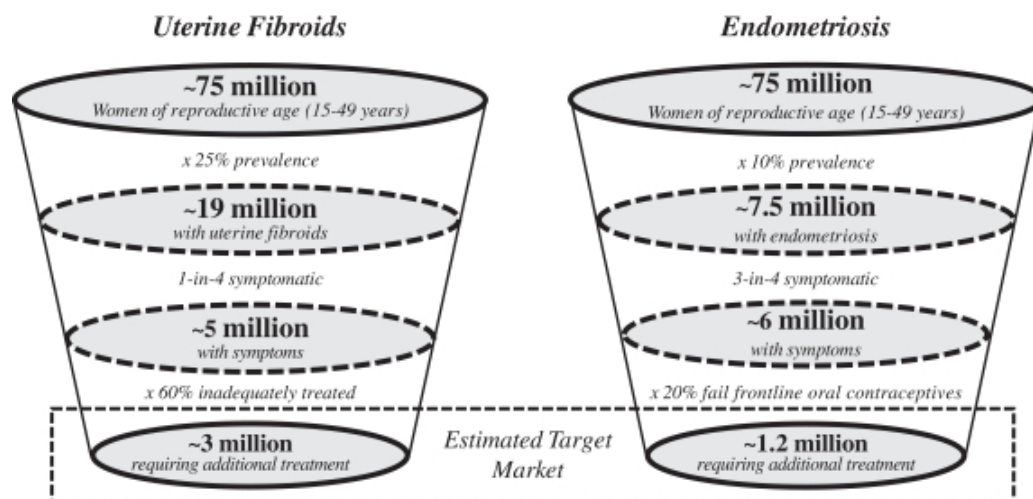 Uterine Fibroids
~75 million
Women of reproductive age (15-49 years)
x 25% prevalence
~19 million
with uterine fibroids
1-in-4 symptomatic
~5 million
with symptoms
x 60% inadequately treated
~3 million
requiring additional treatment
Estimated Target
Market
Endometriosis
~75 million
Women of reproductive age (15-49 years)
x 10% prevalence
~7.5 million
with endometriosis
3-in-4 symptomatic
~6 million
with symptoms
x 20% fail frontline oral contraceptives
~1.2 million
requiring additional treatment